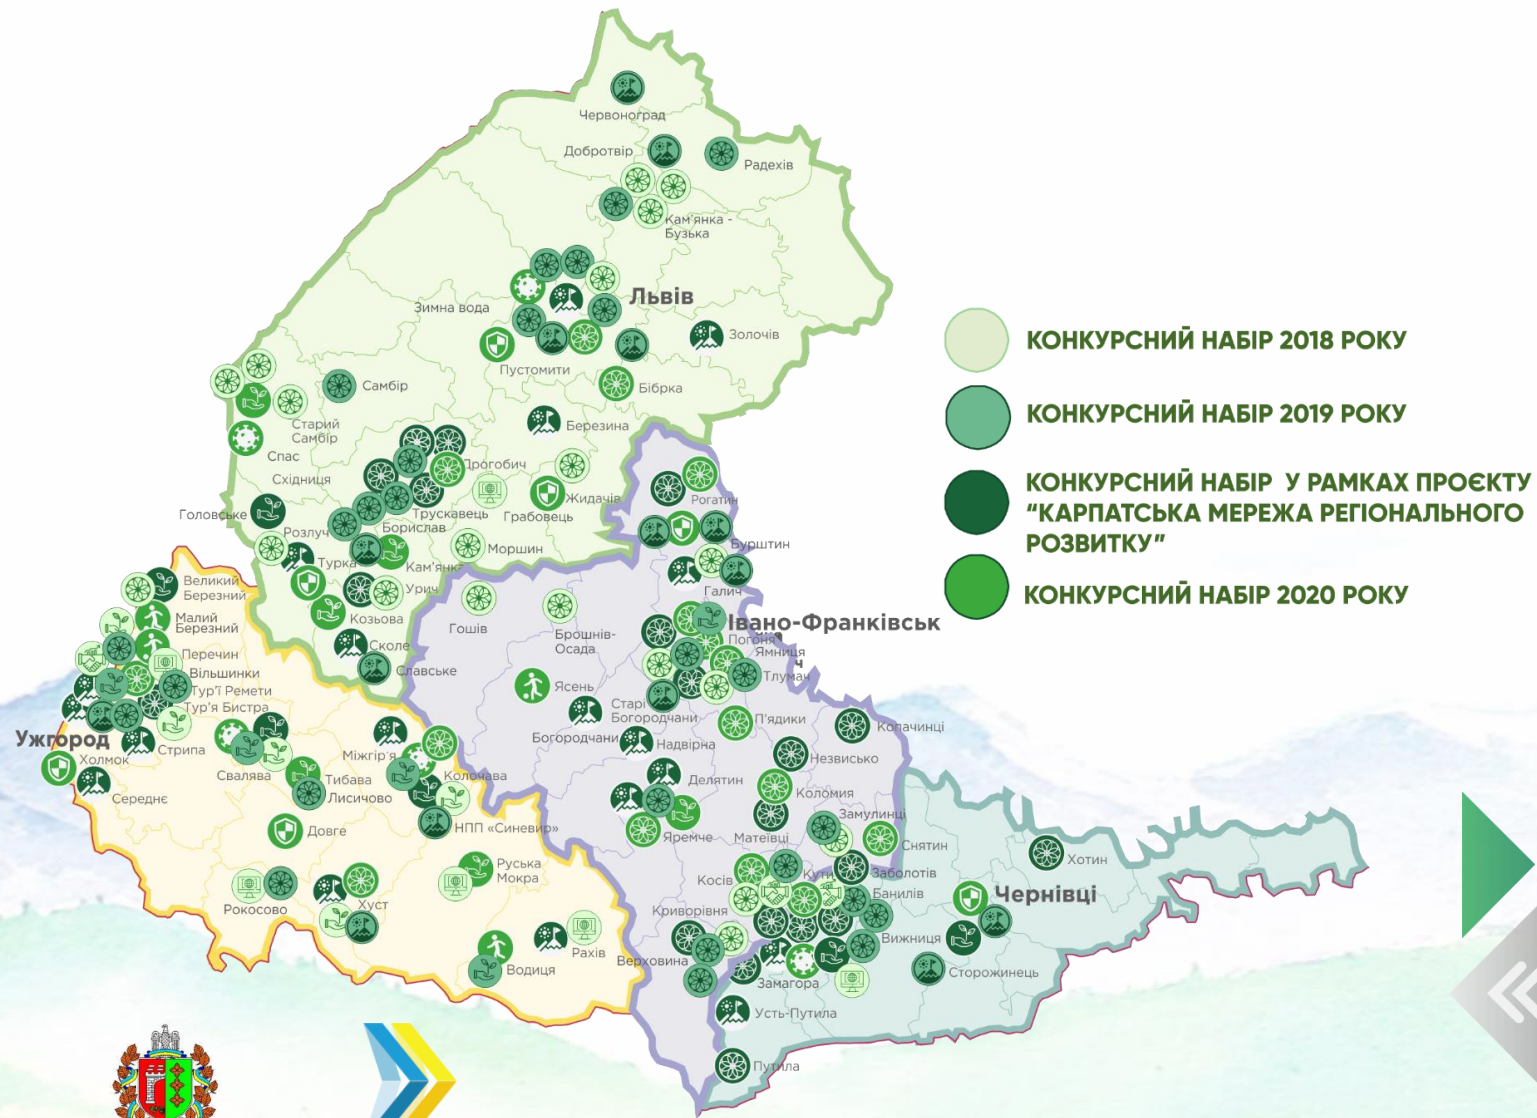 Червоноград
Добротвір
Радехів
Кам'янка -
Бузька
Зимна вода
Львів
Золочів
Пустомити
Бібрка
Самбір
Старий
Самбір
Спас
Березина
Східниця
Дрогобич
Головське
Трускавець
Грабовець
Жидачів
Розлуч
Борислав
Моршин
Турка
Кам'янка
Урич
Козьова
Сколе
Славське
Рогатин
Бурштин
Галич
Івано-Франківськ
Погоня
Ямниця
ч
Тлумач
Гошів
Брошнів-
Осада
Ясень
Старі
Богородчани
Богородчани
П'ядики
Надвірна
Копачинці
Незвисько
Делятин
Коломия
Замулинці
Яремче
Матеївці
Снятин
Косів
Кути
Заболотів
Банилів
Криворівня
Верховина
Вижниця
Замагора
Усть-Путила
Путила
Хотин
Чернівці
Сторожинець
Великий
Березний
Малий
Березний
Перечин
Вільшинки
Тур'ї Ремети
Тур'я Бистра
Ужгород
Стрипа
Холмок
Середнє
Свалява
Тибава
Лисичово
Міжгір'я
Колочава
НПП «Синевир»
Довге
Руська
Мокра
Рокосово
Хуст
Рахів
Водиця
КОНКУРСНИЙ НАБІР 2018 РОКУ
КОНКУРСНИЙ НАБІР 2019 РОКУ
КОНКУРСНИЙ НАБІР У РАМКАХ ПРОЄКТУ
“КАРПАТСЬКА МЕРЕЖА РЕГІОНАЛЬНОГО
РОЗВИТКУ”
КОНКУРСНИЙ НАБІР 2020 РОКУ